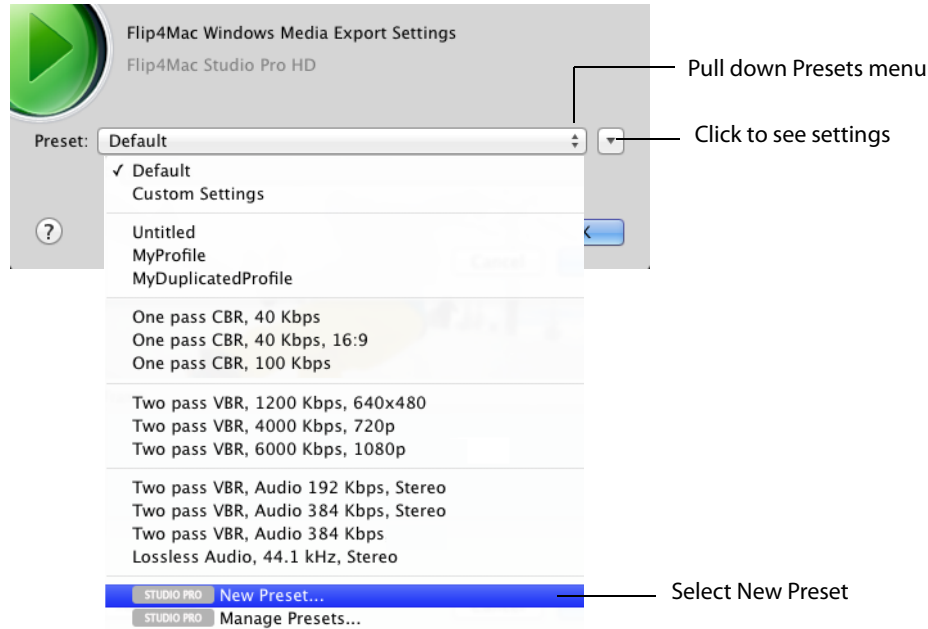 Flip4Mac Windows Media Export Settings
Flip4Mac Studio Pro HD
Pull down Presets menu
Preset: Default
Click to see settings
✓ Default
Custom Settings
?
Untitled
MyProfile
MyDuplicatedProfile
Cancel
One pass CBR, 40 Kbps
One pass CBR, 40 Kbps, 16:9
One pass CBR, 100 Kbps
Two pass VBR, 1200 Kbps, 640x480
Two pass VBR, 4000 Kbps, 720p
Two pass VBR, 6000 Kbps, 1080p
Two pass VBR, Audio 192 Kbps, Stereo
Two pass VBR, Audio 384 Kbps, Stereo
Two pass VBR, Audio 384 Kbps
Lossless Audio, 44.1 kHz, Stereo
STUDIO PRO New Preset...
Select New Preset
STUDIO PRO Manage Presets...